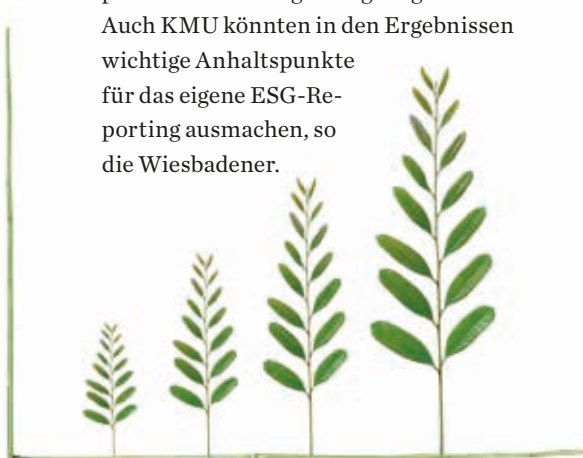 Auch KMU könnten in den Ergebnissen
wichtige Anhaltspunkte
für das eigene ESG-Re-
porting ausmachen, so
die Wiesbadener.